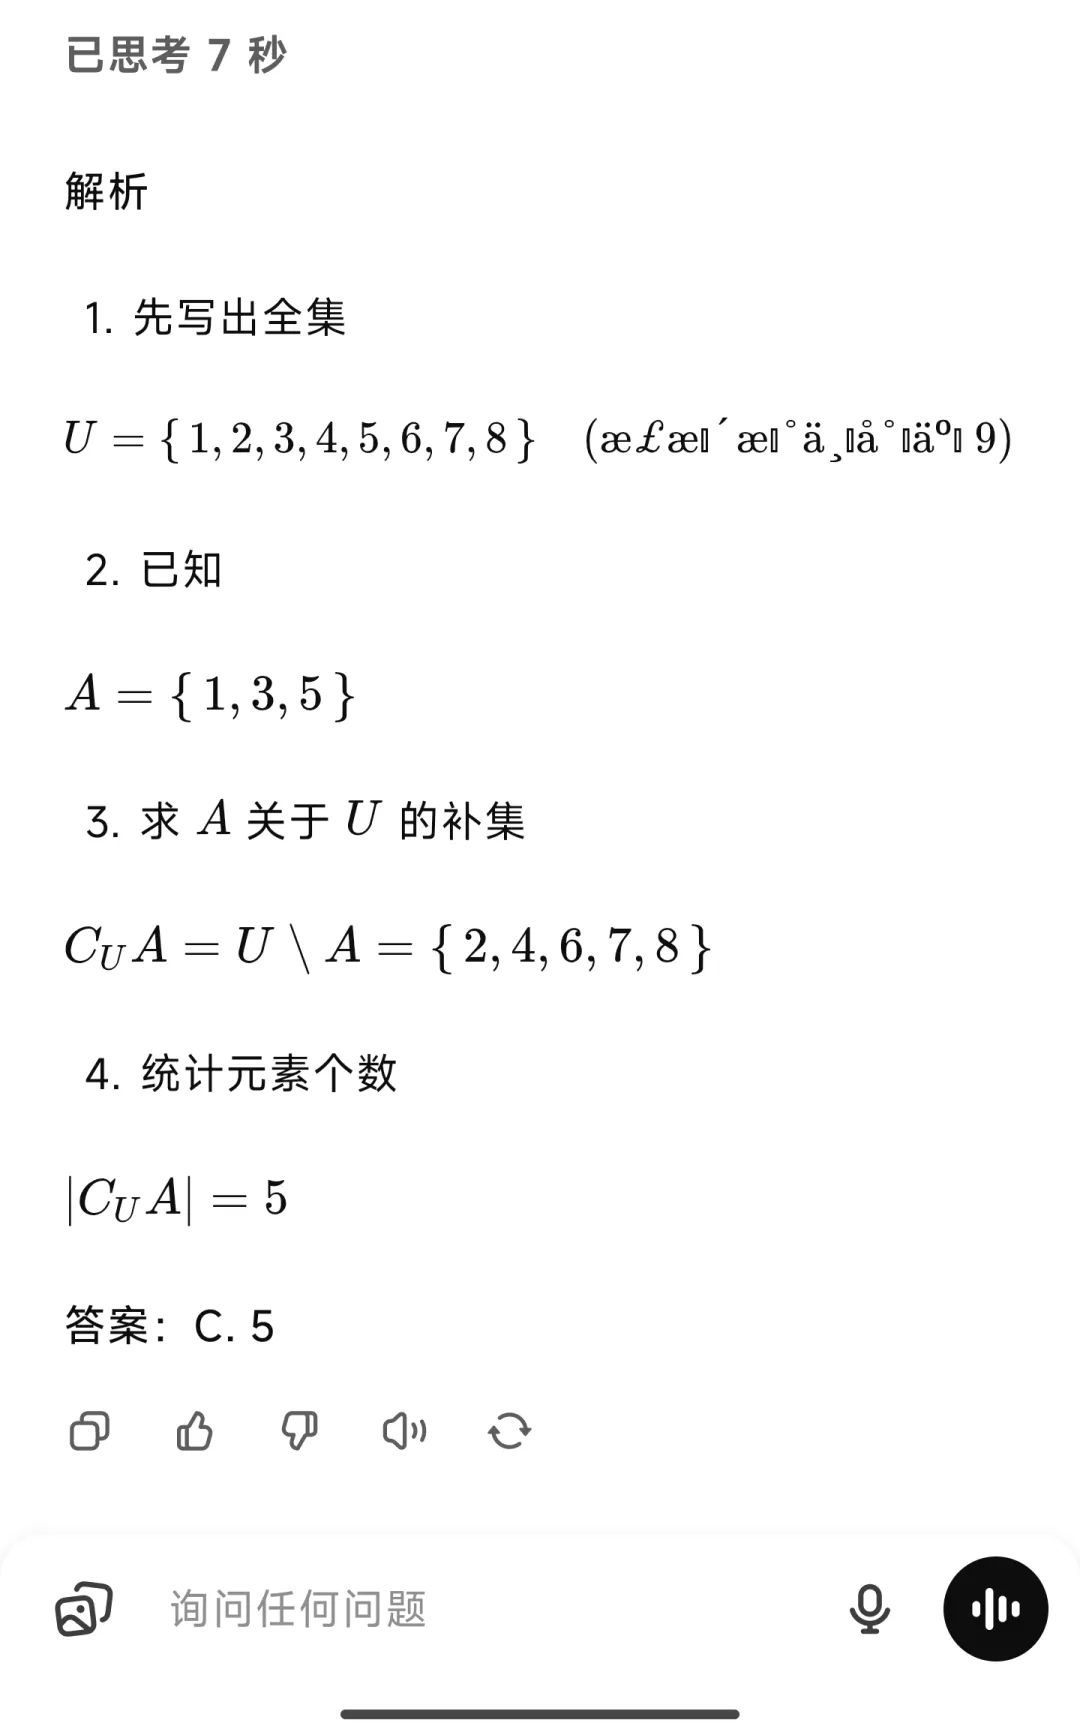 已思考 7 秒
解析
1. 先写出全集
U = { 1, 2, 3, 4, 5, 6, 7, 8 } (æ£æ´æ°ä¸å°äº 9)
2. 已知
A = { 1, 3, 5 }
3. 求 A 关于 U 的补集
C_U A = U \ A = { 2, 4, 6, 7, 8 }
4. 统计元素个数
|C_U A| = 5
答案：C. 5
询问任何问题